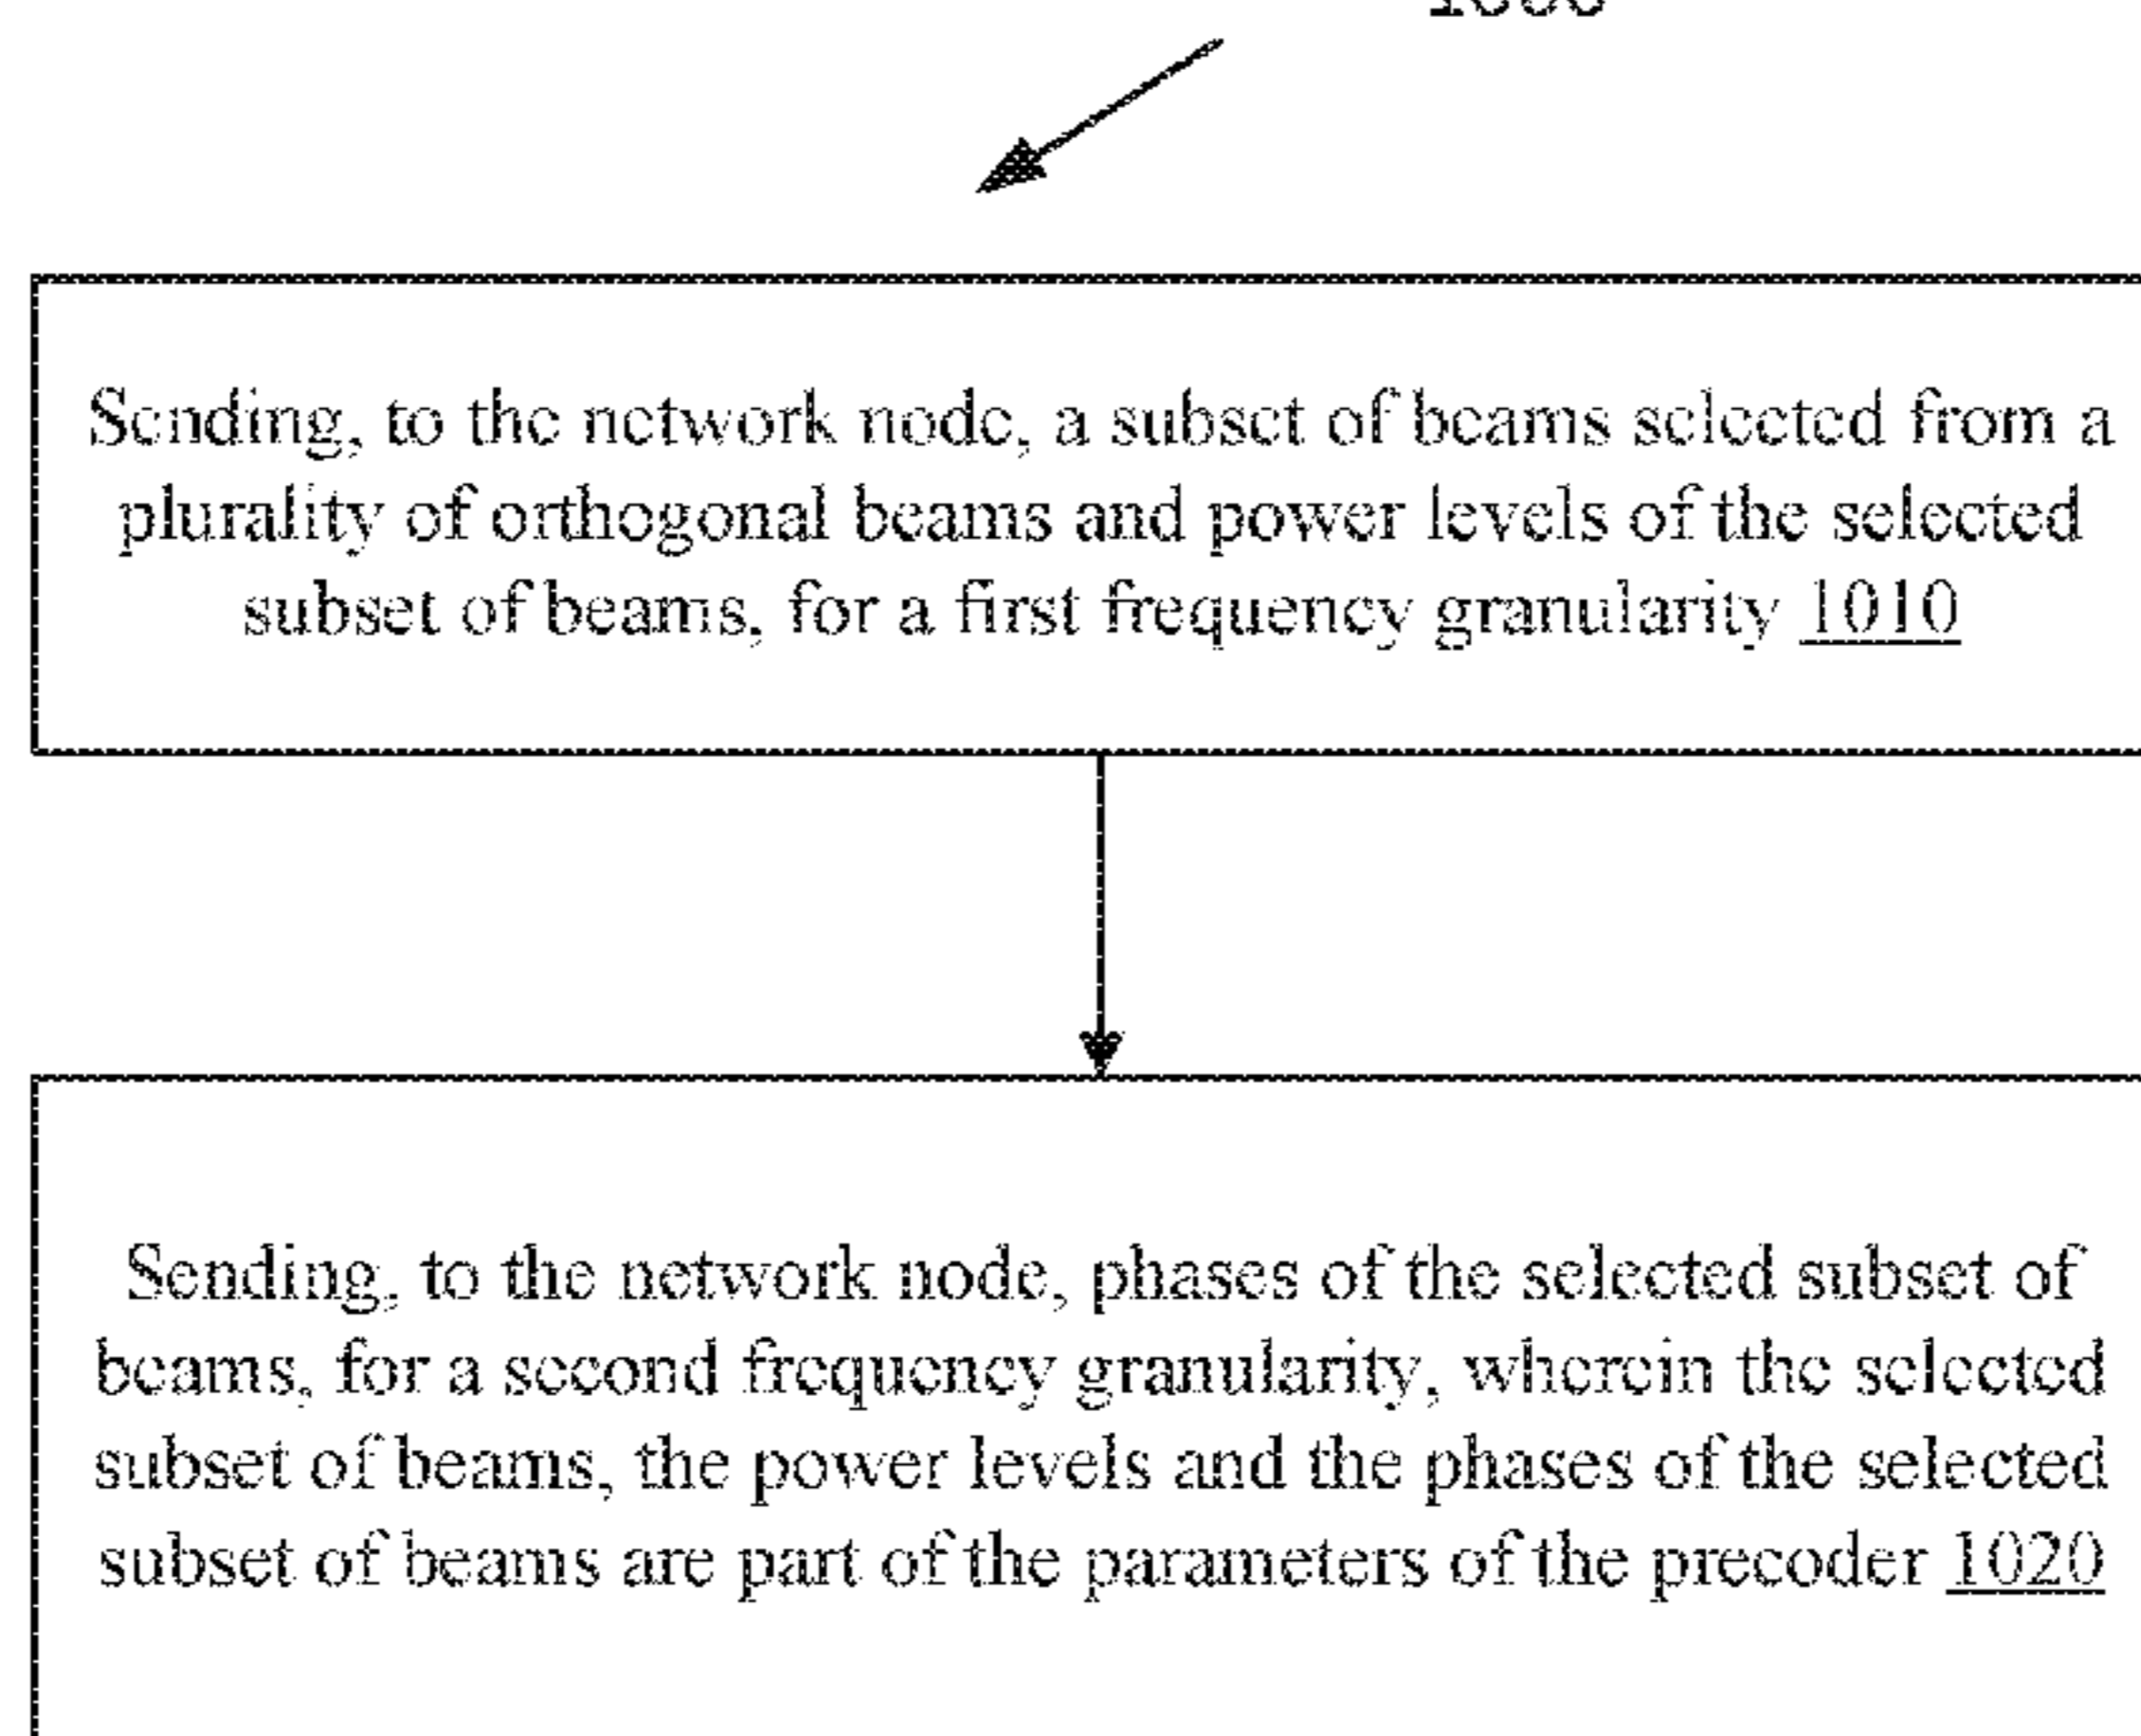 Sending, to the network node, a subset of beams selected from a
plurality of orthogonal beams and power levels of the selected
subset of beams, for a first frequency granularity 1010
Sending, to the network node, phases of the selected subset of
beams, for a second frequency granularity, wherein the selected
subset of beams, the power levels and the phases of the selected
subset of beams are part of the parameters of the precoder 1020